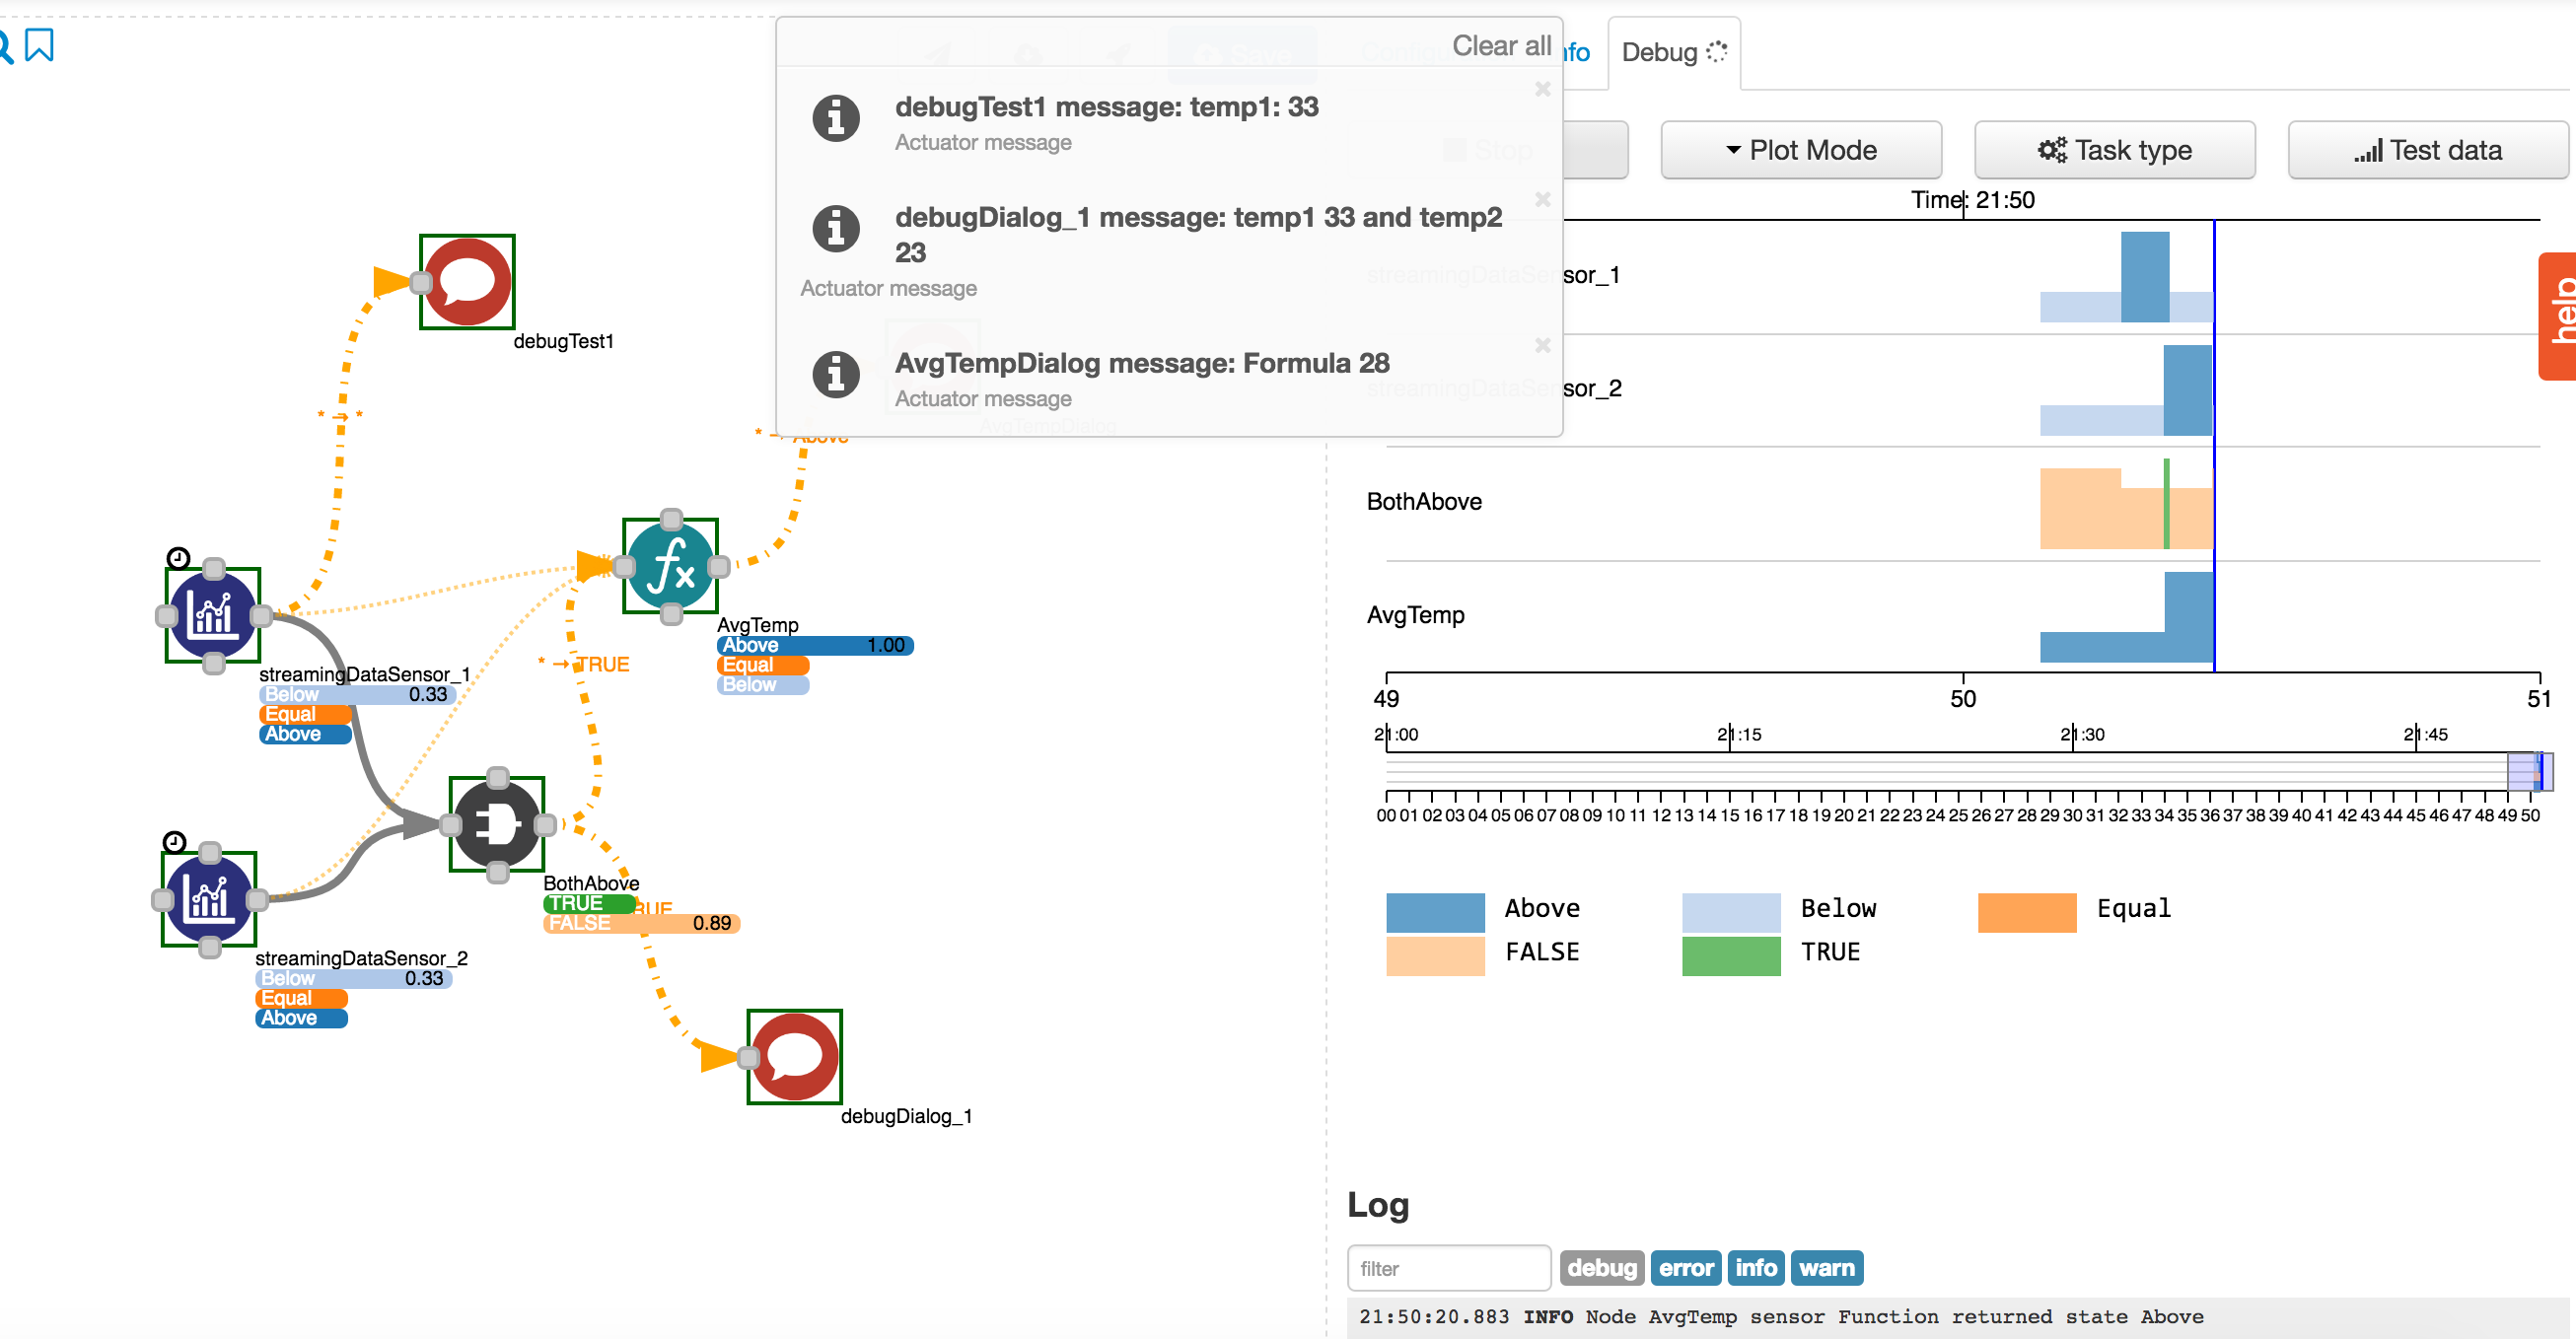 Clear all
debugTest1 message: temp1: 33
Actuator message
debugDialog_1 message: temp1 33 and temp2
23
Actuator message
AvgTempDialog message: Formula 28
Actuator message
Save
AvgTempDialog
nfo
Debug
Stop
Plot Mode
Task type
Test data
help
Time: 21:50
streamingDataSensor_1
streamingDataSensor_2
BothAbove
AvgTemp
49 50 51
21:00 21:15 21:30 21:45
00 01 02 03 04 05 06 07 08 09 10 11 12 13 14 15 16 17 18 19 20 21 22 23 24 25 26 27 28 29 30 31 32 33 34 35 36 37 38 39 40 41 42 43 44 45 46 47 48 49 50
Above Below Equal
FALSE TRUE
debugTest1
* → *
* → Above
AvgTemp
Above 1.00
Equal
Below
* → TRUE
streamingDataSensor_1
Below 0.33
Equal
Above
BothAbove
TRUE
RUE
FALSE 0.89
streamingDataSensor_2
Below 0.33
Equal
Above
debugDialog_1
Log
filter
debug error info warn
21:50:20.883 INFO Node AvgTemp sensor Function returned state Above